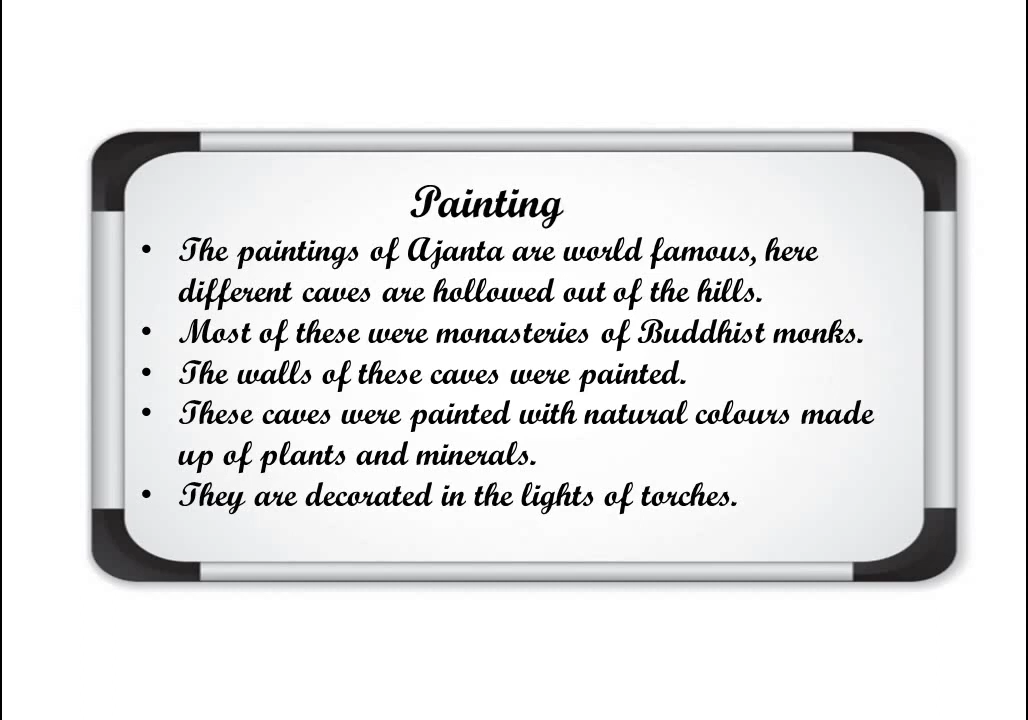 Painting
• The paintings of Ajanta are world famous, here
different caves are hollowed out of the hills.
• Most of these were monasteries of Buddhist monks.
• The walls of these caves were painted.
• These caves were painted with natural colours made
up of plants and minerals.
• They are decorated in the lights of torches.